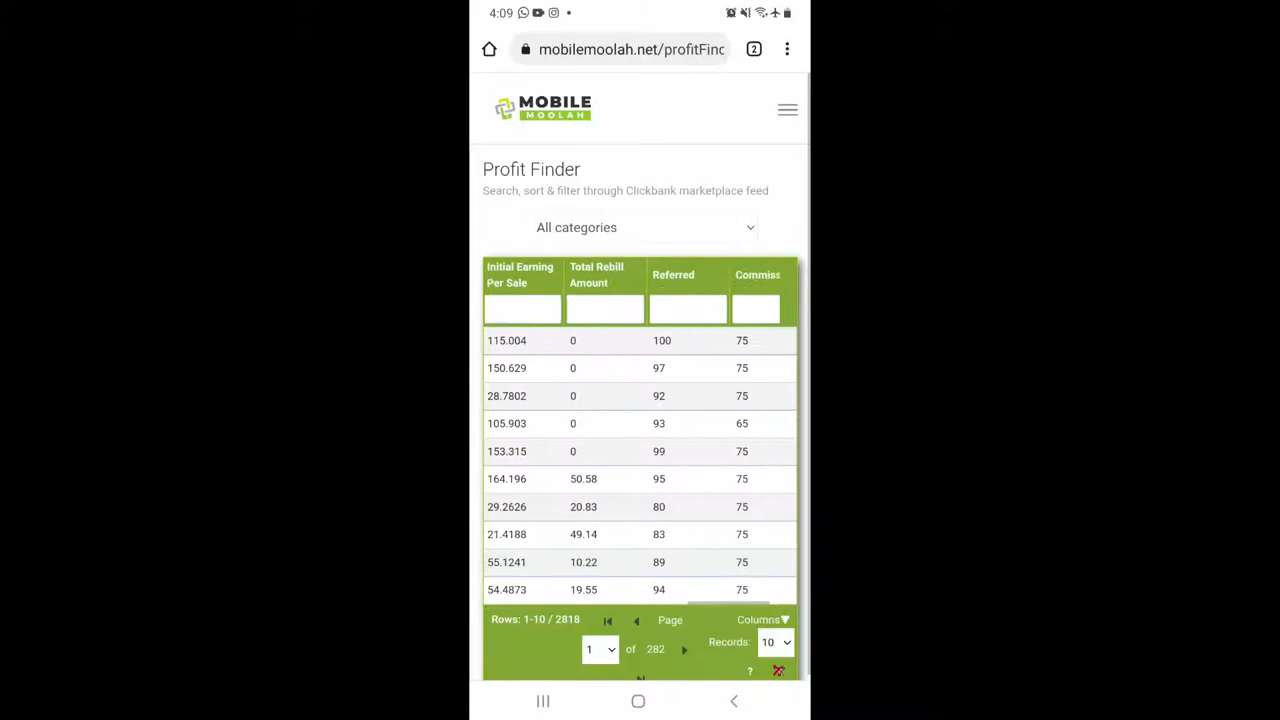 4:09
mobilemoolah.net/profitFinc
2
MOBILE
MOOLAH
Profit Finder
Search, sort & filter through Clickbank marketplace feed
All categories
Initial Earning Per Sale Total Rebill Amount Referred Commiss
115.004 0 100 75
150.629 0 97 75
28.7802 0 92 75
105.903 0 93 65
153.315 0 99 75
164.196 50.58 95 75
29.2626 20.83 80 75
21.4188 49.14 83 75
55.1241 10.22 89 75
54.4873 19.55 94 75
Rows: 1-10 / 2818 Page Columns▼
1 of 282 Records: 10
?